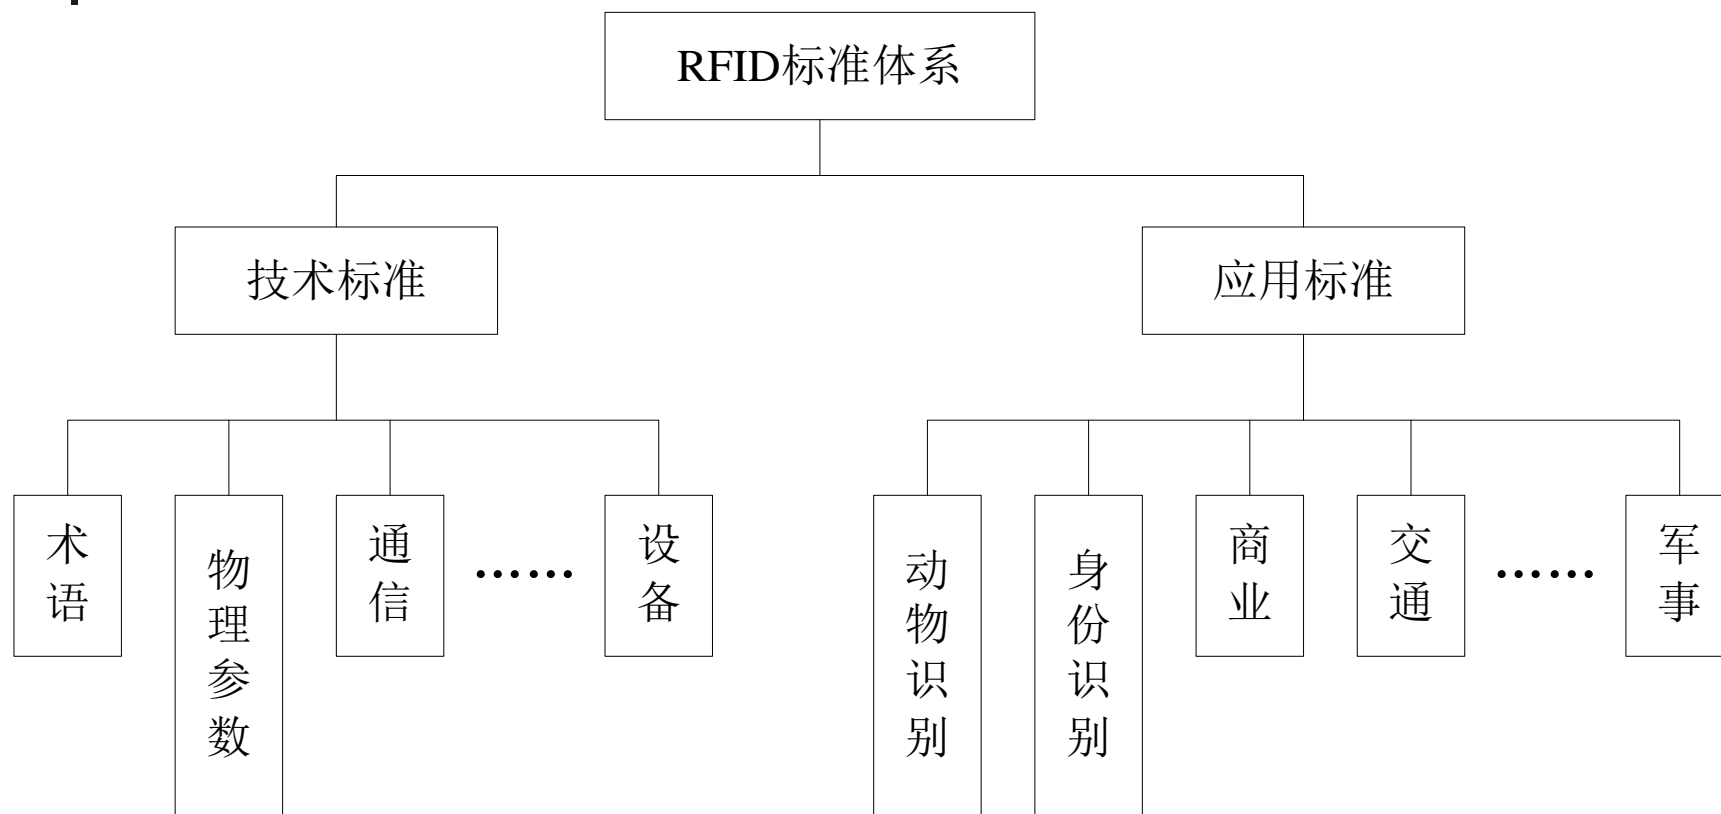 RFID标准体系
技术标准
应用标准
术语
物理参数
通信
……
设备
动物识别
身份识别
商业
交通
……
军事